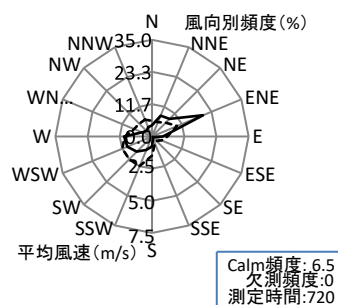 N
風向別頻度(%)
35.0
NNW
NNE
NW
NE
23.3
WN...
ENE
11.7
W
0.0
E
WSW
ESE
2.5
SW
SE
5.0
SSW
SSE
平均風速(m/s)
7.5
S
Calm頻度: 6.5
欠測頻度:0
測定時間:720